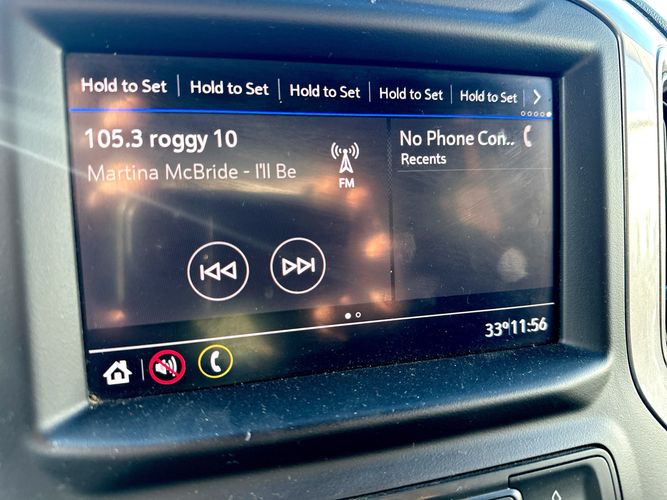 Hold to Set Hold to Set Hold to Set Hold to Set Hold to Set
105.3 roggy 10
Martina McBride - I'll Be
FM
No Phone Con..
Recents
33° 11:56